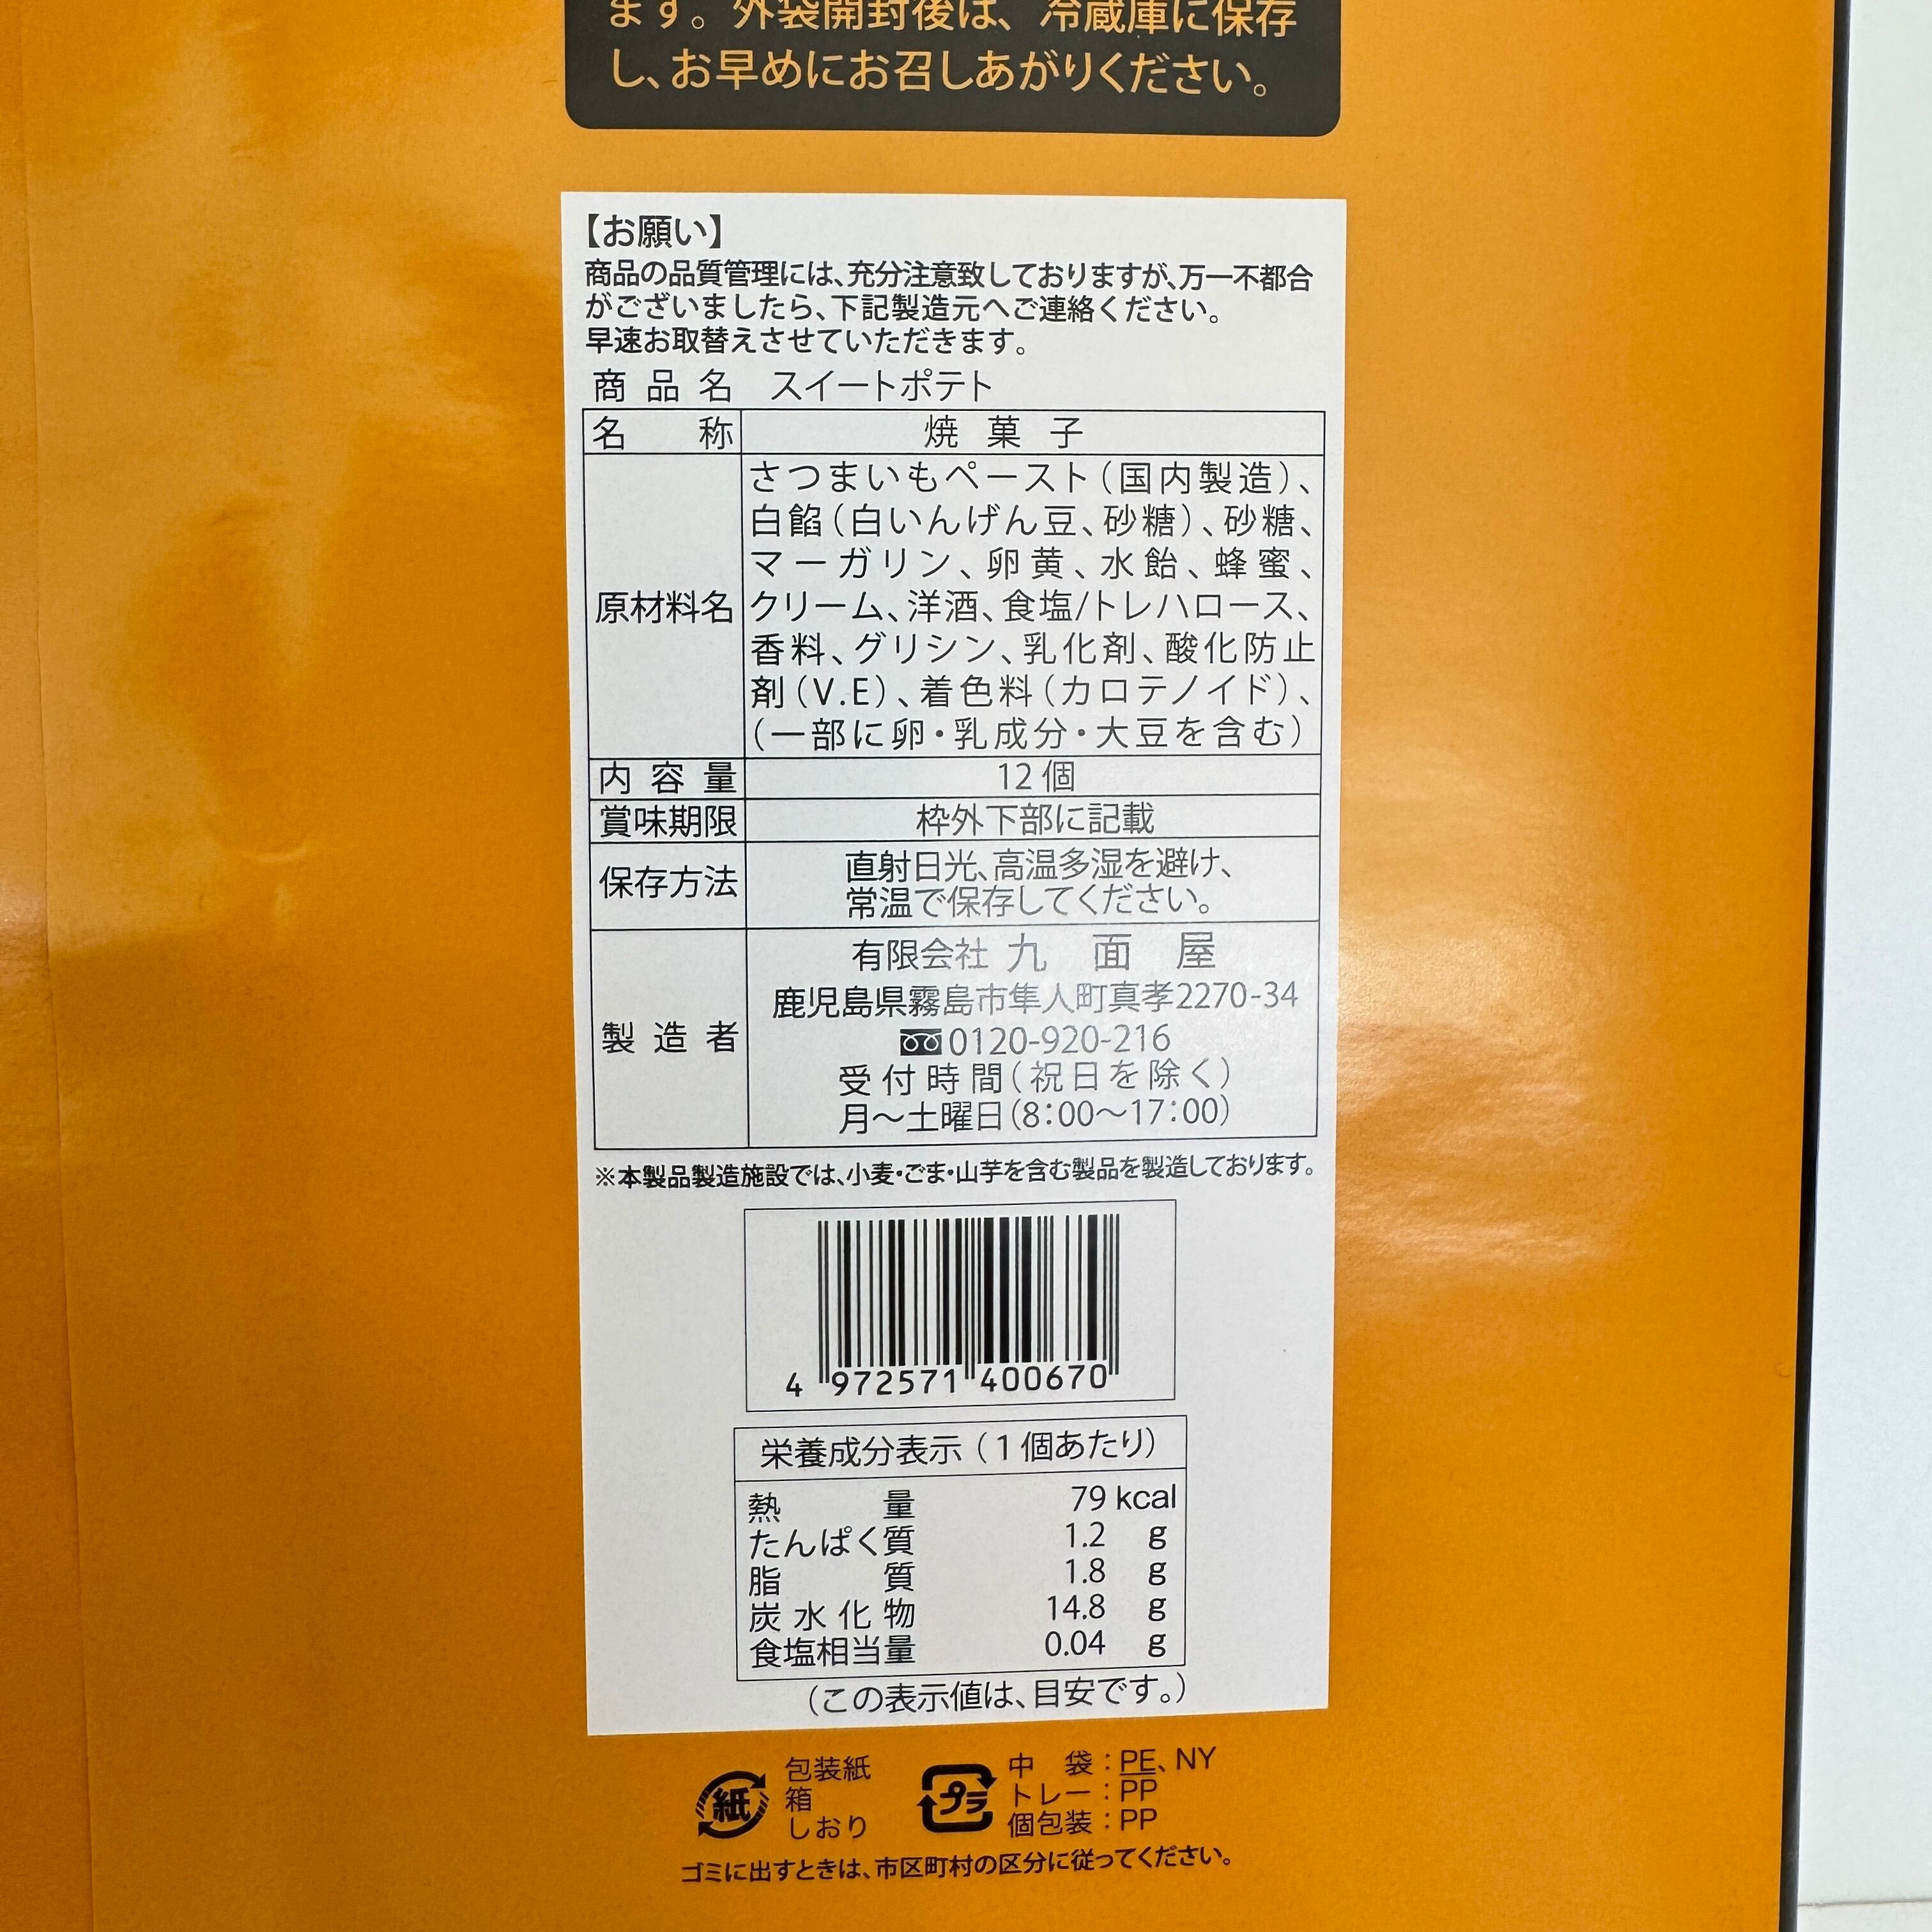 ます。外袋開封後は、冷蔵庫に保存
し、お早めにお召しあがりください。
【お願い】
商品の品質管理には、充分注意致しておりますが、万一不都合
がございましたら、下記製造元へご連絡ください。
早速お取替えさせていただきます。
商品名 スイートポテト
名称 焼菓子
原材料名 さつまいもペースト(国内製造)、
白餡(白いんげん豆、砂糖)、砂糖、
マーガリン、卵黄、水飴、蜂蜜、
クリーム、洋酒、食塩/トレハロース、
香料、グリシン、乳化剤、酸化防止
剤(V.E)、着色料(カロテノイド)、
(一部に卵・乳成分・大豆を含む)
内容量 12個
賞味期限 枠外下部に記載
保存方法 直射日光、高温多湿を避け、
常温で保存してください。
製造者 有限会社 九面屋
鹿児島県霧島市隼人町真孝2270-34
0120-920-216
受付時間(祝日を除く)
月〜土曜日(8:00〜17:00)
※本製品製造施設では、小麦・ごま・山芋を含む製品を製造しております。
4 972571 400670
栄養成分表示(1個あたり)
熱量 79 kcal
たんぱく質 1.2 g
脂質 1.8 g
炭水化物 14.8 g
食塩相当量 0.04 g
(この表示値は、目安です。)
紙 包装紙
箱
しおり
プラ 中袋:PE、NY
トレー:PP
個包装:PP
ゴミに出すときは、市区町村の区分に従ってください。